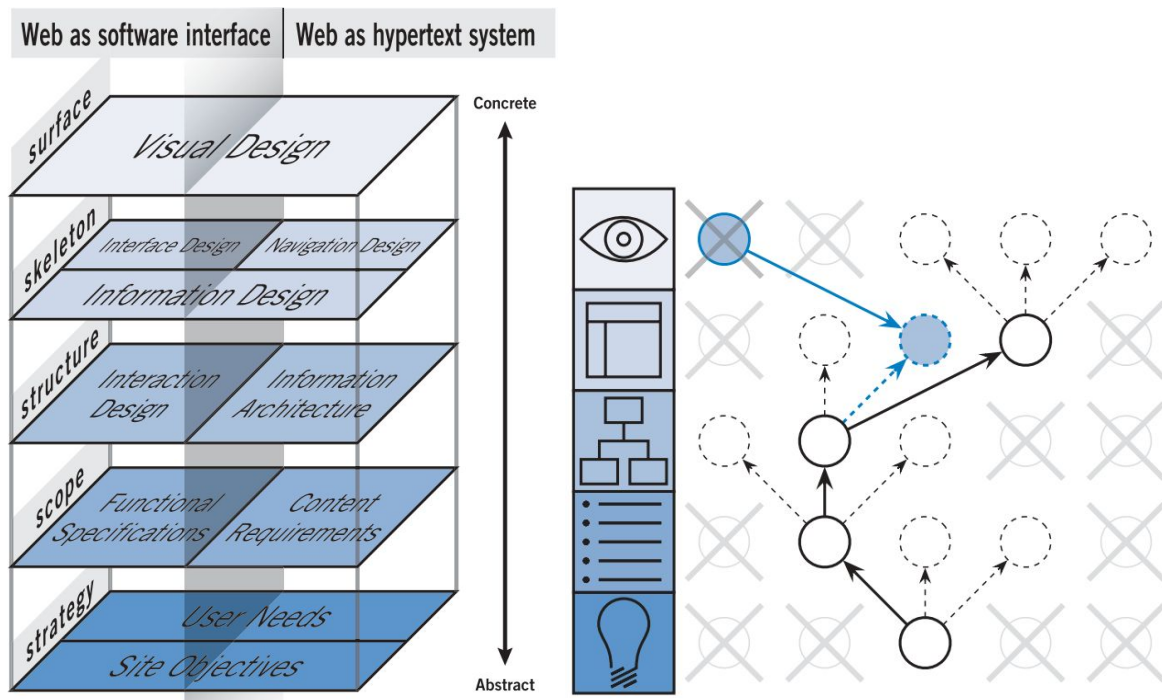 Web as software interface
Web as hypertext system
Concrete
surface
Visual Design
skeleton
Interface Design
Navigation Design
Information Design
structure
Interaction
Design
Information
Architecture
scope
Functional
Specifications
Content
Requirements
strategy
User Needs
Site Objectives
Abstract